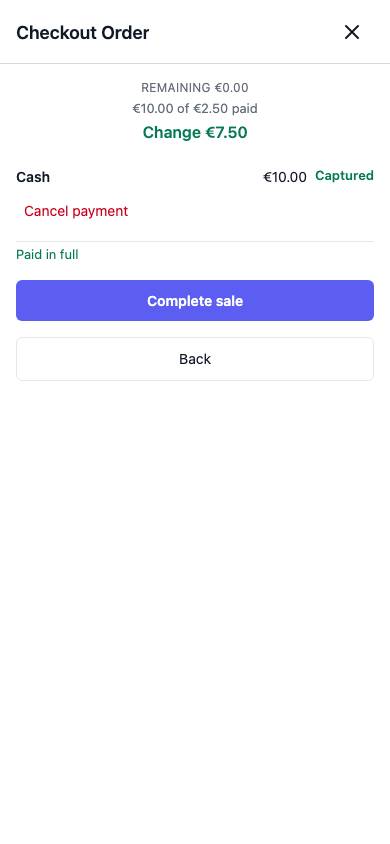 Checkout Order
REMAINING €0.00
€10.00 of €2.50 paid
Change €7.50
Cash €10.00 Captured
Cancel payment
Paid in full
Complete sale
Back